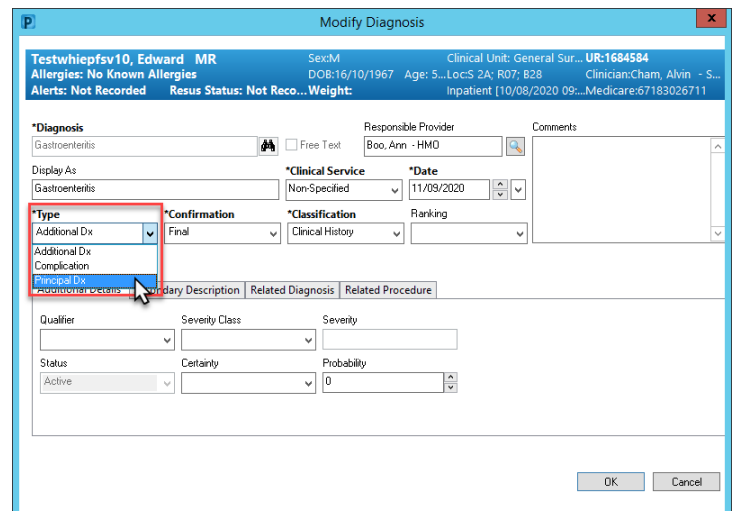 P Modify Diagnosis x
Testwhiepfsv10, Edward MR Sex:M Clinical Unit: General Sur... UR:1684584
Allergies: No Known Allergies DOB:16/10/1967 Age: 5...Loc:S 2A; R07; B28 Clinician:Cham, Alvin - S...
Alerts: Not Recorded Resus Status: Not Reco...Weight: Inpatient [10/08/2020 09:...Medicare:67183026711
*Diagnosis Responsible Provider Comments
Gastroenteritis Free Text Boo, Ann - HMO
Display As *Clinical Service *Date
Gastroenteritis Non-Specified 11/09/2020
*Type *Confirmation *Classification Ranking
Additional Dx Final Clinical History
Additional Dx
Complication
Principal Dx
Additional Details ndary Description Related Diagnosis Related Procedure
Qualifier Severity Class Severity
Status Certainty Probability
Active 0
OK Cancel